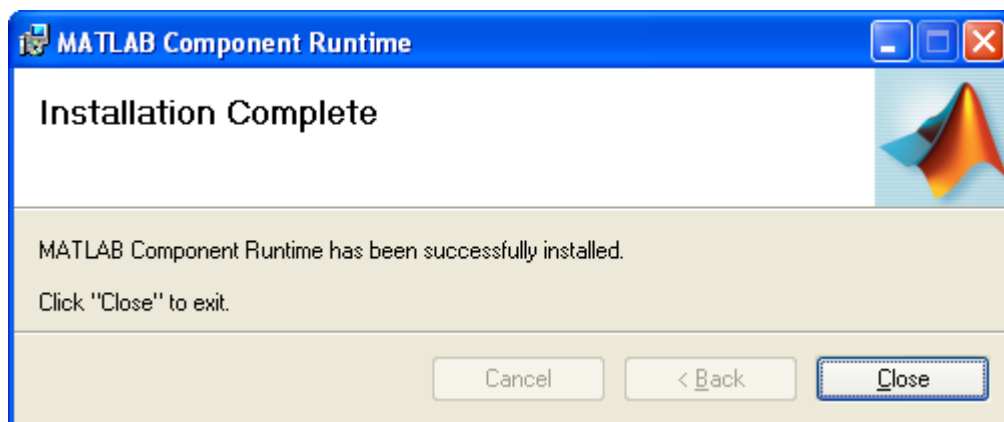 MATLAB Component Runtime
Installation Complete
MATLAB Component Runtime has been successfully installed.
Click "Close" to exit.
Cancel
< Back
Close